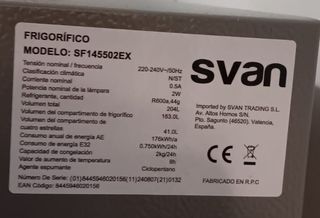 FRIGORÍFICO
MODELO: SF145502EX
Tensión nominal / frecuencia 220-240V~/50Hz
Clasificación climática N/ST
Corriente nominal 0.5A
Potencia nominal de la lámpara 2W
Refrigerante, cantidad R600a,44g
Volumen total 204L
Volumen del compartimento de frigorífico 163.0L
Volumen del compartimento de
cuatro estrellas 41.0L
Consumo anual de energía AE 176kWh/a
Consumo de energía E32 0.750kWh/24h
Capacidad de congelación 2kg/24h
Valor de aumento de temperatura 8h
Espumante Ciclopentano
Número De Serie: (01)8445946020156(11)240807(21)0132
EAN Código: 8445946020156
svan
Imported by SVAN TRADING S.L.
Av. Altos Hornos S/N,
Pto. Sagunto (46520). Valencia,
España.
CE
FABRICADO EN R.P.C